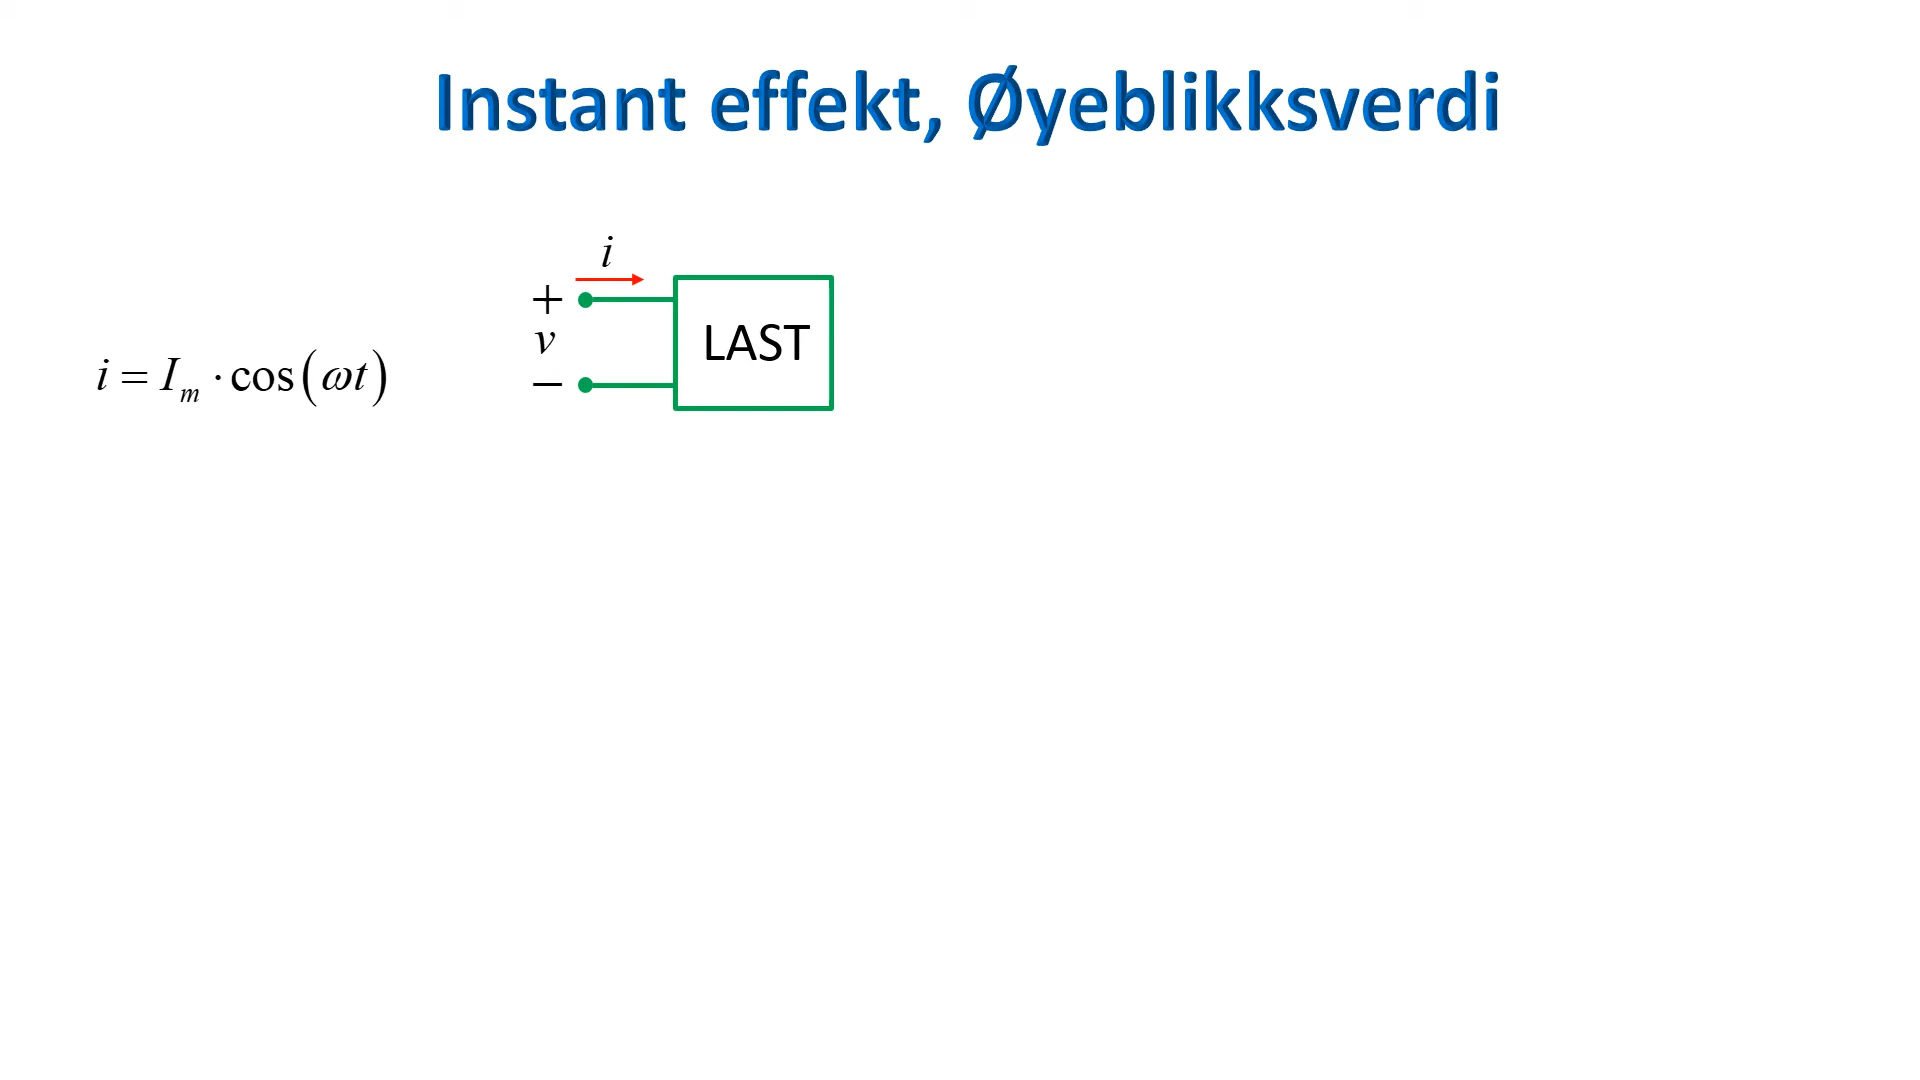 Instant effekt, Øyeblikksverdi
i
+
v
LAST
i = I_m · cos(ωt)
−